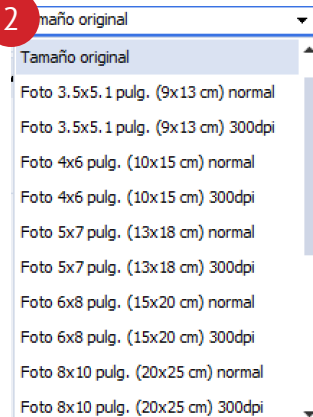 2
maño original
Tamaño original
Foto 3.5x5.1 pulg. (9x13 cm) normal
Foto 3.5x5.1 pulg. (9x13 cm) 300dpi
Foto 4x6 pulg. (10x15 cm) normal
Foto 4x6 pulg. (10x15 cm) 300dpi
Foto 5x7 pulg. (13x18 cm) normal
Foto 5x7 pulg. (13x18 cm) 300dpi
Foto 6x8 pulg. (15x20 cm) normal
Foto 6x8 pulg. (15x20 cm) 300dpi
Foto 8x10 pulg. (20x25 cm) normal
Foto 8x10 pulg. (20x25 cm) 300dpi